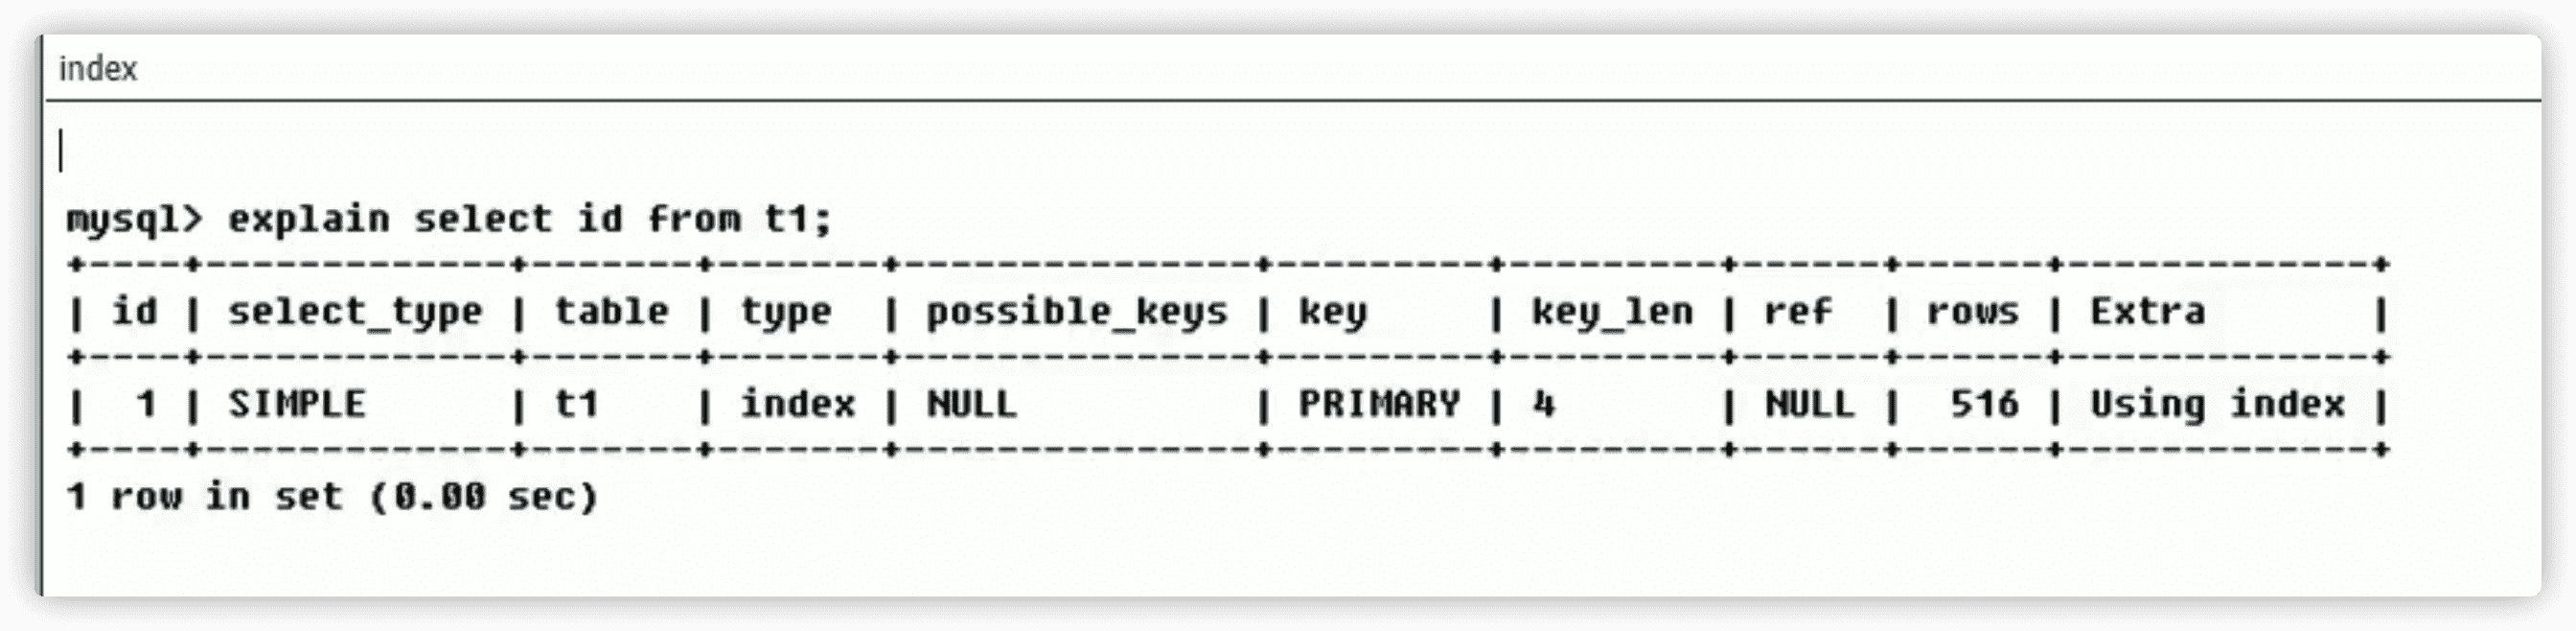 index
mysql> explain select id from t1;
+----+-------------+-------+-------+---------------+---------+---------+------+------+-------------+
| id | select_type | table | type  | possible_keys | key     | key_len | ref  | rows | Extra       |
+----+-------------+-------+-------+---------------+---------+---------+------+------+-------------+
|  1 | SIMPLE      | t1    | index | NULL          | PRIMARY | 4       | NULL |  516 | Using index |
+----+-------------+-------+-------+---------------+---------+---------+------+------+-------------+
1 row in set (0.00 sec)